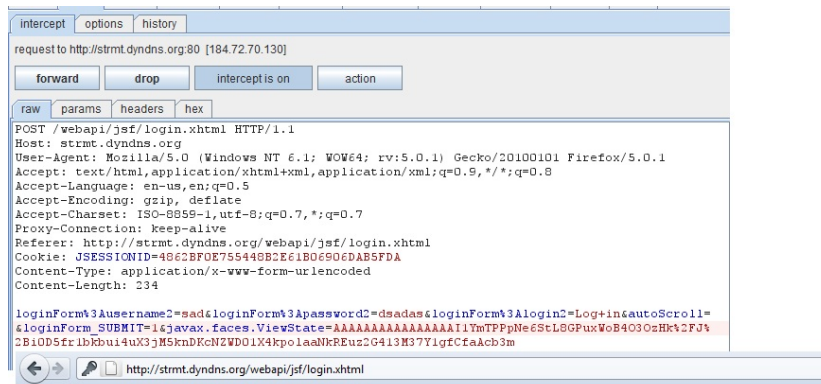 intercept options history
request to http://strmt.dyndns.org:80 [184.72.70.130]
forward drop intercept is on action
raw params headers hex
POST /webapi/jsf/login.xhtml HTTP/1.1
Host: strmt.dyndns.org
User-Agent: Mozilla/5.0 (Windows NT 6.1; WOW64; rv:5.0.1) Gecko/20100101 Firefox/5.0.1
Accept: text/html,application/xhtml+xml,application/xml;q=0.9,*/*;q=0.8
Accept-Language: en-us,en;q=0.5
Accept-Encoding: gzip, deflate
Accept-Charset: ISO-8859-1,utf-8;q=0.7,*;q=0.7
Proxy-Connection: keep-alive
Referer: http://strmt.dyndns.org/webapi/jsf/login.xhtml
Cookie: JSESSIONID=4862BF0E755448B2E61B06906DAB5FDA
Content-Type: application/x-www-form-urlencoded
Content-Length: 234
loginForm%3Ausername2=sad&loginForm%3Apassword2=dsadas&loginForm%3Alogin2=Log+in&autoScroll=
&loginForm_SUBMIT=1&javax.faces.ViewState=AAAAAAAAAAAAAAAAI1YmTPPpNe6StL8GPuxWoB4O3OzHk%2FJ%
2Bi0D5fr1bkbui4uX3jM5knDKcNZWD01X4kpolaaNkREuz2G413M37Y1gfCfaAcb3m
http://strmt.dyndns.org/webapi/jsf/login.xhtml